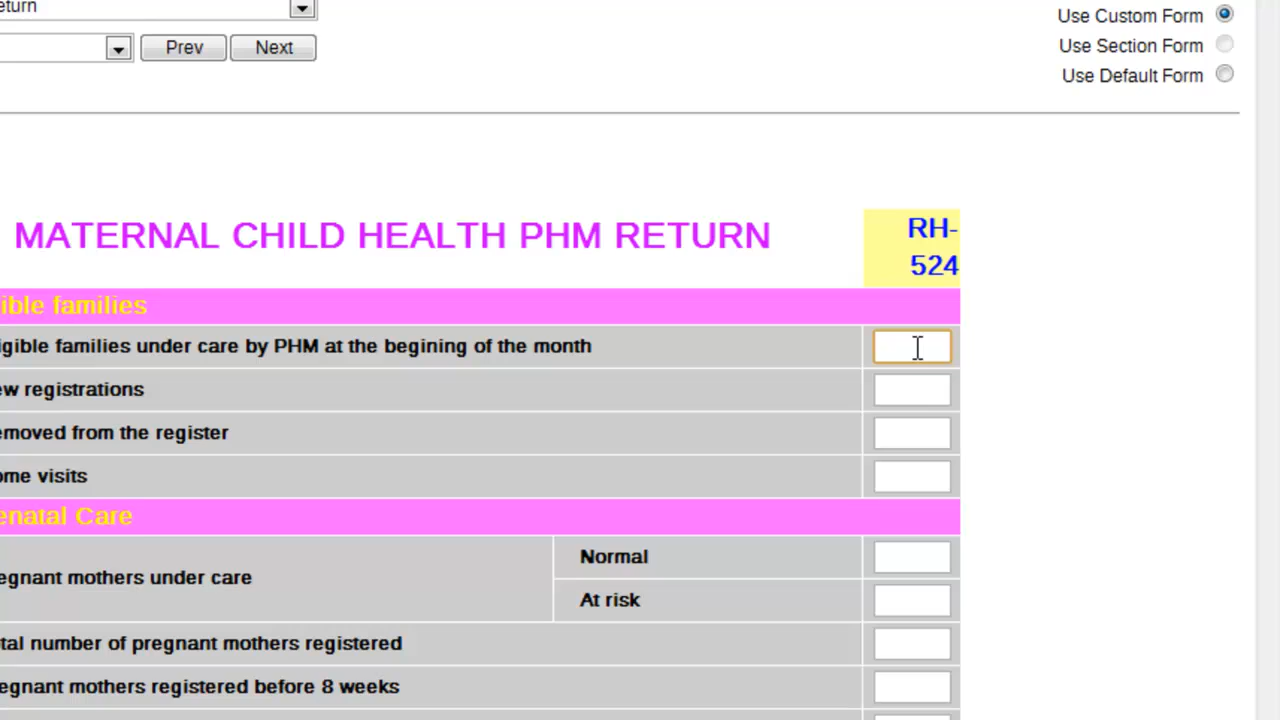 eturn
Use Custom Form
Prev
Next
Use Section Form
Use Default Form
MATERNAL CHILD HEALTH PHM RETURN
RH-
524
ible families
igible families under care by PHM at the begining of the month
ew registrations
emoved from the register
ome visits
enatal Care
egnant mothers under care
Normal
At risk
otal number of pregnant mothers registered
egnant mothers registered before 8 weeks